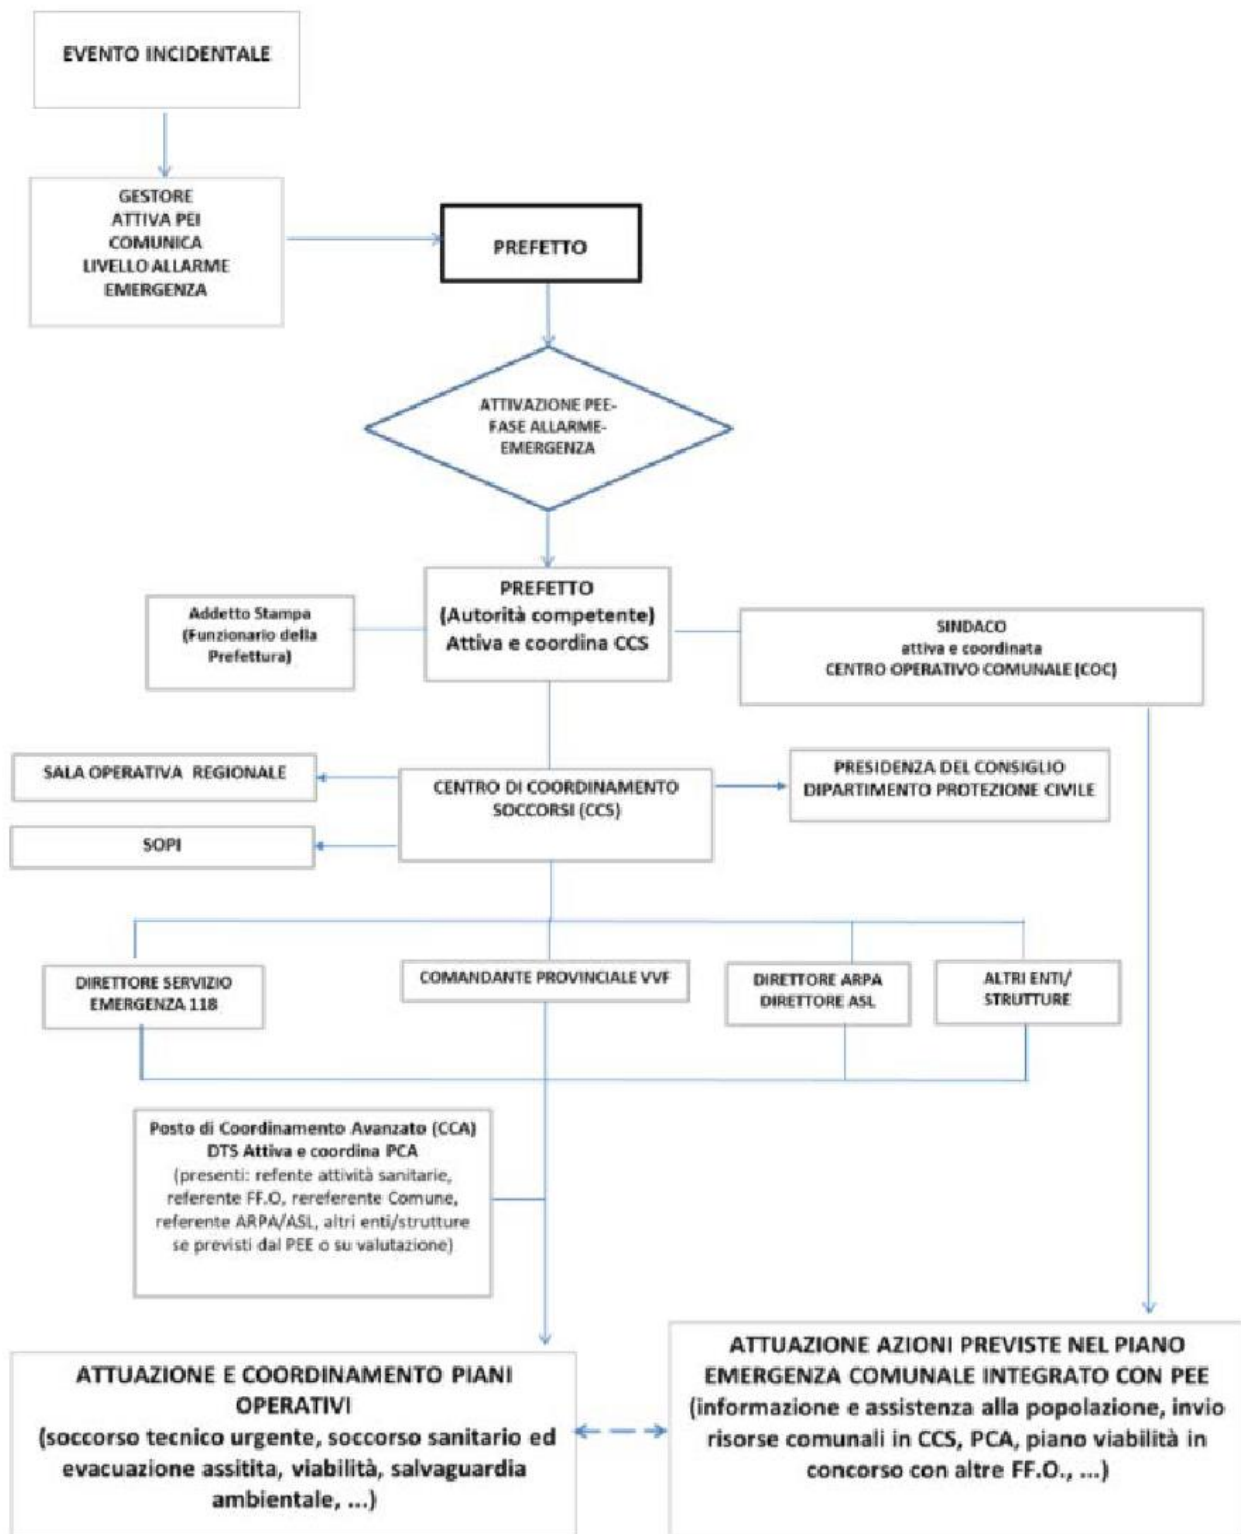 EVENTO INCIDENTALE
GESTORE
ATTIVA PEI
COMUNICA
LIVELLO ALLARME
EMERGENZA
PREFETTO
ATTIVAZIONE PEE-
FASE ALLARME-
EMERGENZA
PREFETTO
(Autorità competente)
Attiva e coordina CCS
Addetto Stampa
(Funzionario della
Prefettura)
SINDACO
attiva e coordinata
CENTRO OPERATIVO COMUNALE (COC)
SALA OPERATIVA REGIONALE
CENTRO DI COORDINAMENTO
SOCCORSI (CCS)
PRESIDENZA DEL CONSIGLIO
DIPARTIMENTO PROTEZIONE CIVILE
SOPI
DIRETTORE SERVIZIO
EMERGENZA 118
COMANDANTE PROVINCIALE VVF
DIRETTORE ARPA
DIRETTORE ASL
ALTRI ENTI/
STRUTTURE
Posto di Coordinamento Avanzato (CCA)
DTS Attiva e coordina PCA
(presenti: refente attività sanitarie,
referente FF.O, rereferente Comune,
referente ARPA/ASL, altri enti/strutture
se previsti dal PEE o su valutazione)
ATTUAZIONE E COORDINAMENTO PIANI
OPERATIVI
(soccorso tecnico urgente, soccorso sanitario ed
evacuazione assitita, viabilità, salvaguardia
ambientale, ...)
ATTUAZIONE AZIONI PREVISTE NEL PIANO
EMERGENZA COMUNALE INTEGRATO CON PEE
(informazione e assistenza alla popolazione, invio
risorse comunali in CCS, PCA, piano viabilità in
concorso con altre FF.O., ...)